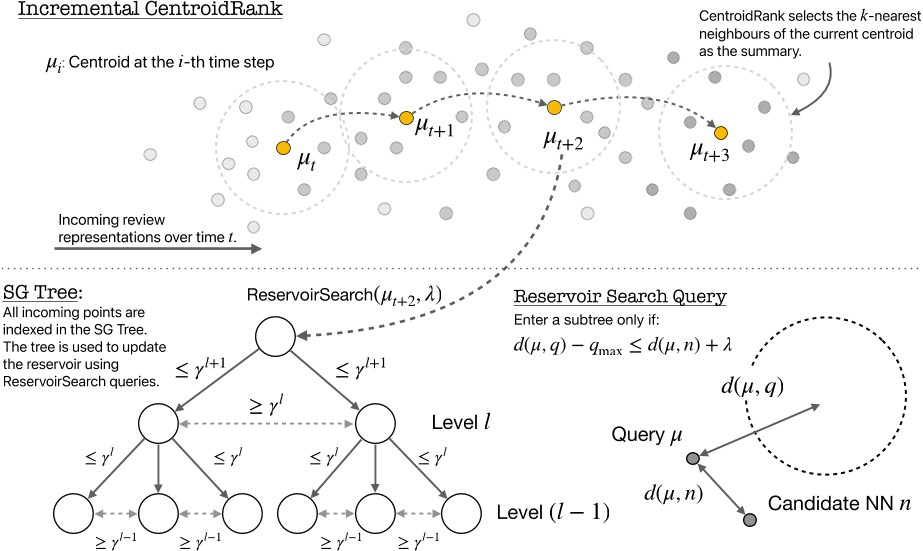 Incremental CentroidRank
μᵢ: Centroid at the i-th time step
CentroidRank selects the k-nearest
neighbours of the current centroid
as the summary.
μₜ
μₜ₊₁
μₜ₊₂
μₜ₊₃
Incoming review
representations over time t.
SG Tree:
All incoming points are
indexed in the SG Tree.
The tree is used to update
the reservoir using
ReservoirSearch queries.
ReservoirSearch(μₜ₊₂, λ)
≤ γˡ⁺¹
≤ γˡ⁺¹
≥ γˡ
Level l
≤ γˡ
≤ γˡ
≤ γˡ
≤ γˡ
Level (l − 1)
≥ γˡ⁻¹
≥ γˡ⁻¹
≥ γˡ⁻¹
≥ γˡ⁻¹
Reservoir Search Query
Enter a subtree only if:
d(μ, q) − qₘₐₓ ≤ d(μ, n) + λ
d(μ, q)
Query μ
d(μ, n)
Candidate NN n